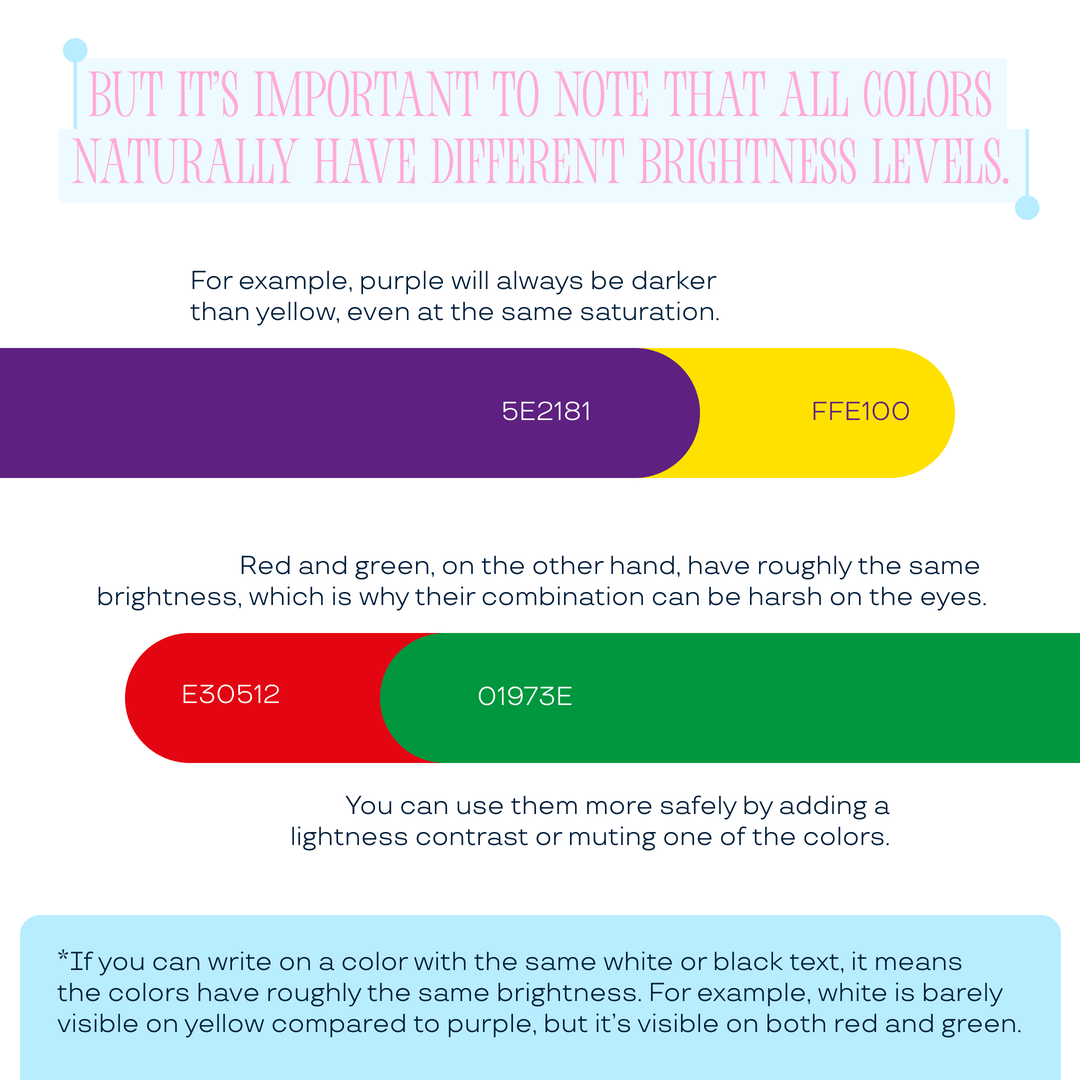 BUT IT'S IMPORTANT TO NOTE THAT ALL COLORS
NATURALLY HAVE DIFFERENT BRIGHTNESS LEVELS.
For example, purple will always be darker
than yellow, even at the same saturation.
5E2181
FFE100
Red and green, on the other hand, have roughly the same
brightness, which is why their combination can be harsh on the eyes.
E30512
01973E
You can use them more safely by adding a
lightness contrast or muting one of the colors.
*If you can write on a color with the same white or black text, it means
the colors have roughly the same brightness. For example, white is barely
visible on yellow compared to purple, but it's visible on both red and green.